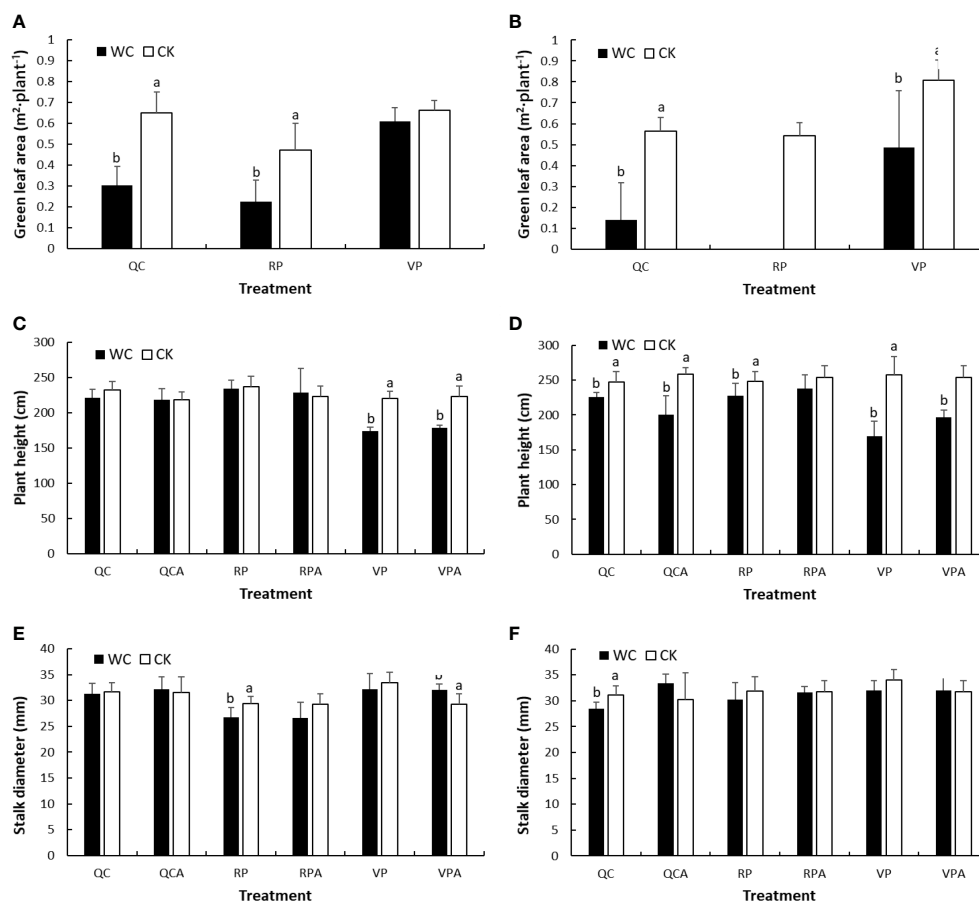 A
WC CK
Green leaf area (m²·plant⁻¹)
1
0.9
0.8
0.7
0.6
0.5
0.4
0.3
0.2
0.1
0
b a b a
QC RP VP
Treatment
B
WC CK
Green leaf area (m²·plant⁻¹)
1
0.9
0.8
0.7
0.6
0.5
0.4
0.3
0.2
0.1
0
b a b a
QC RP VP
Treatment
C
WC CK
Plant height (cm)
300
250
200
150
100
50
0
b a b a
QC QCA RP RPA VP VPA
Treatment
D
WC CK
Plant height (cm)
300
250
200
150
100
50
0
b a b a b a b a b
QC QCA RP RPA VP VPA
Treatment
E
WC CK
Stalk diameter (mm)
40
35
30
25
20
15
10
5
0
b a b a
QC QCA RP RPA VP VPA
Treatment
F
WC CK
Stalk diameter (mm)
40
35
30
25
20
15
10
5
0
b a
QC QCA RP RPA VP VPA
Treatment